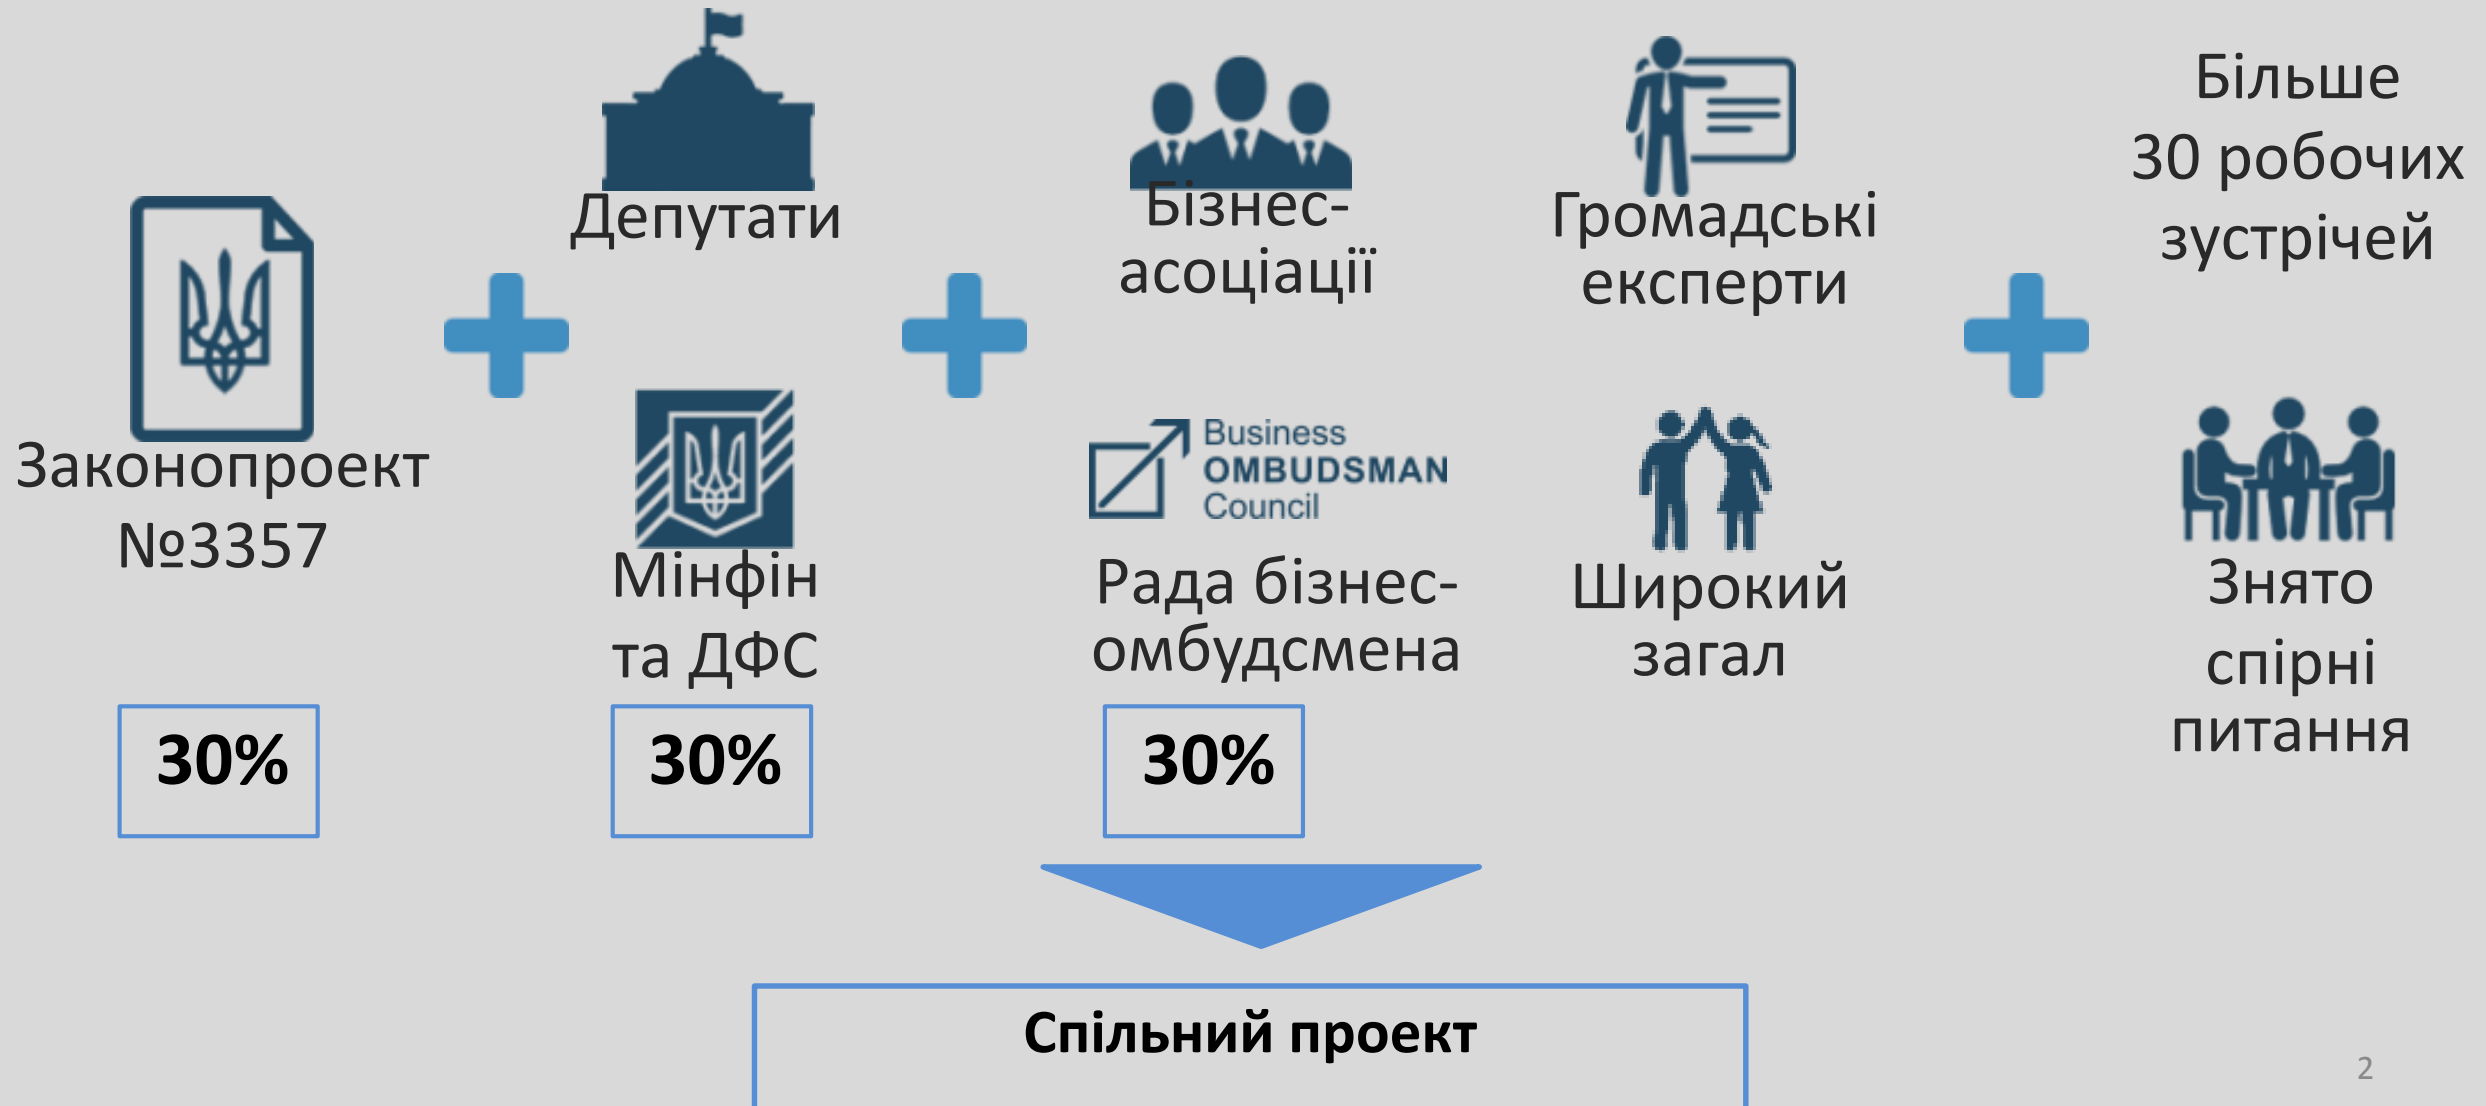 Законопроект
№3357
30%
Депутати
Мінфін
та ДФС
30%
Бізнес-
асоціації
Business
OMBUDSMAN
Council
Рада бізнес-
омбудсмена
30%
Громадські
експерти
Широкий
загал
Більше
30 робочих
зустрічей
Знято
спірні
питання
Спільний проект
2